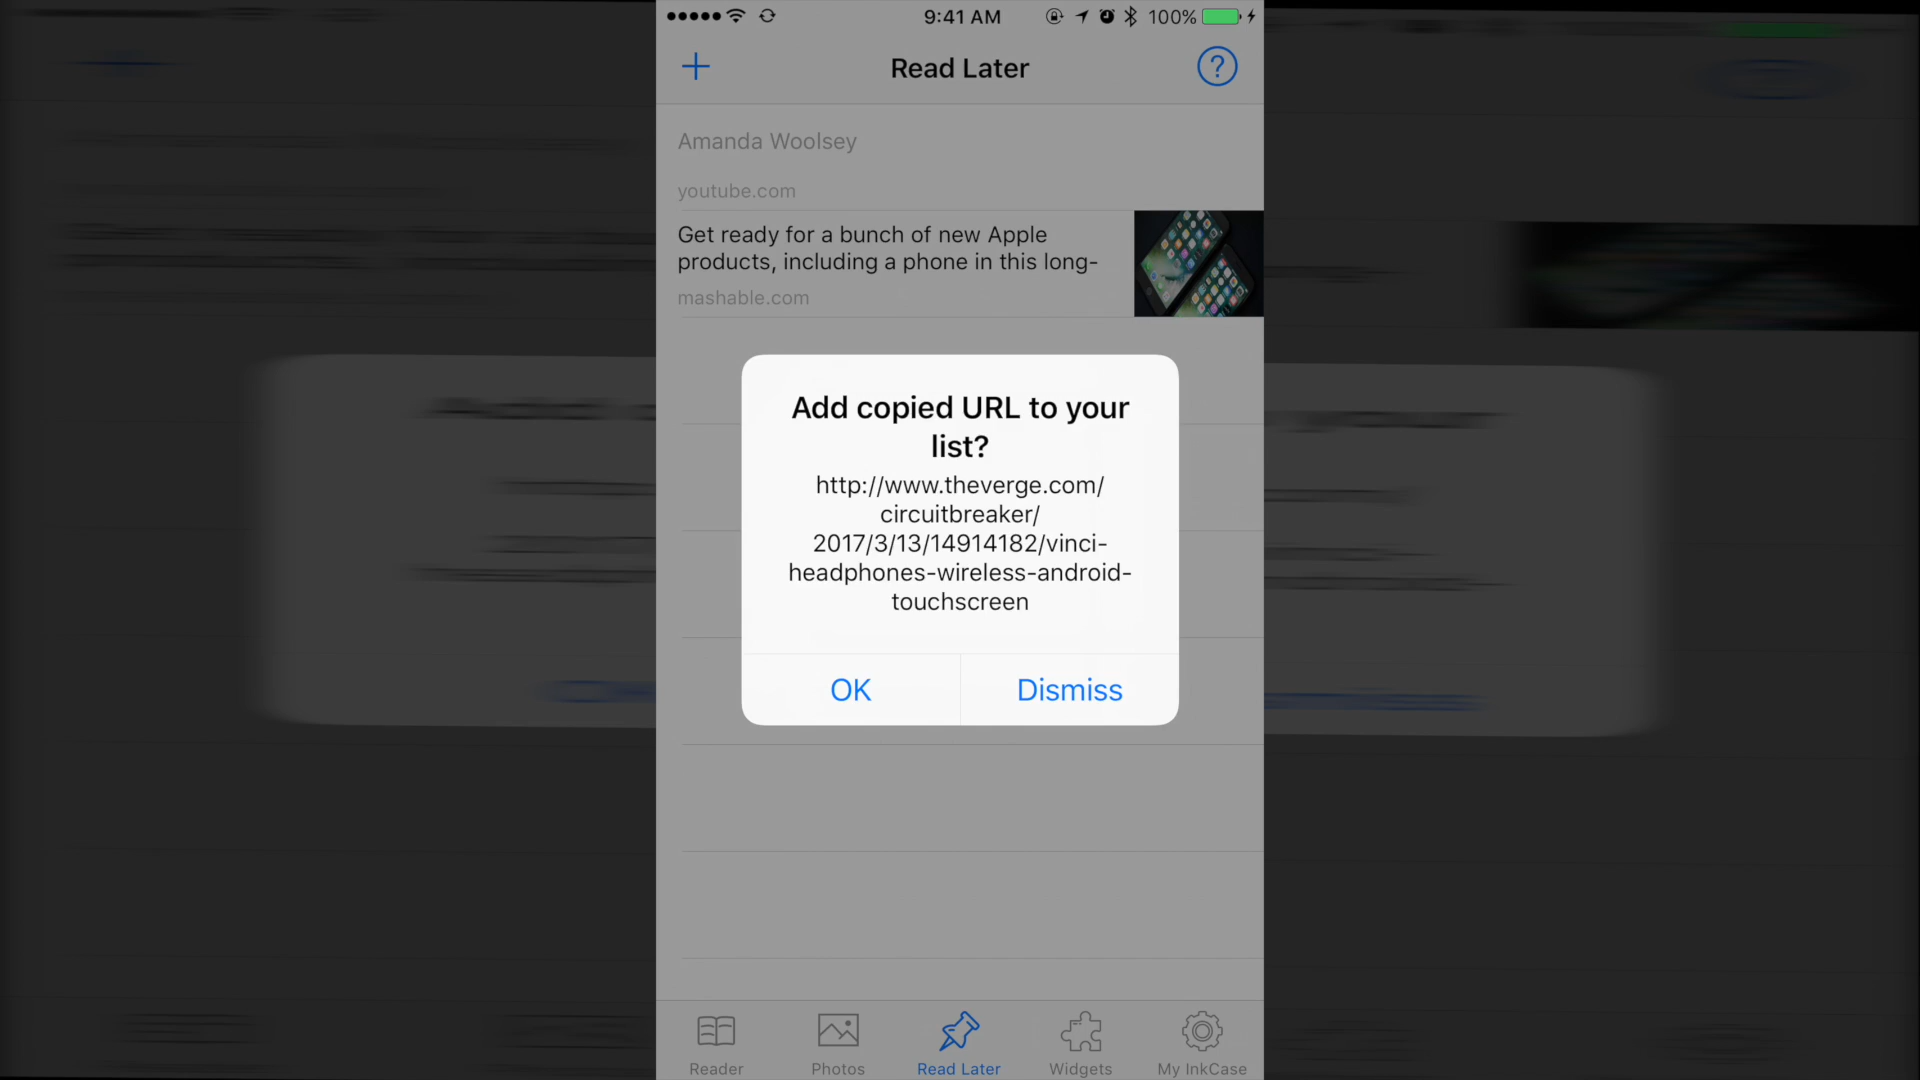 9:41 AM
100%
Read Later
?
Amanda Woolsey
youtube.com
Get ready for a bunch of new Apple
products, including a phone in this long-
mashable.com
Add copied URL to your
list?
http://www.theverge.com/
circuitbreaker/
2017/3/13/14914182/vinci-
headphones-wireless-android-
touchscreen
OK
Dismiss
Reader
Photos
Read Later
Widgets
My InkCase